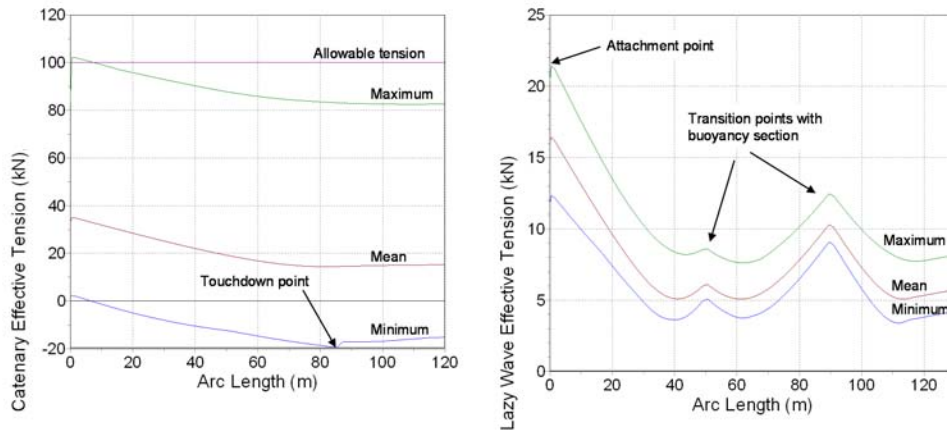 Catenary Effective Tension (kN)
120
100
80
60
40
20
0
-20
Allowable tension
Maximum
Mean
Touchdown point
Minimum
0
20
40
60
80
100
120
Arc Length (m)
Lazy Wave Effective Tension (kN)
25
20
15
10
5
0
Attachment point
Transition points with
buoyancy section
Maximum
Mean
Minimum
0
20
40
60
80
100
120
Arc Length (m)